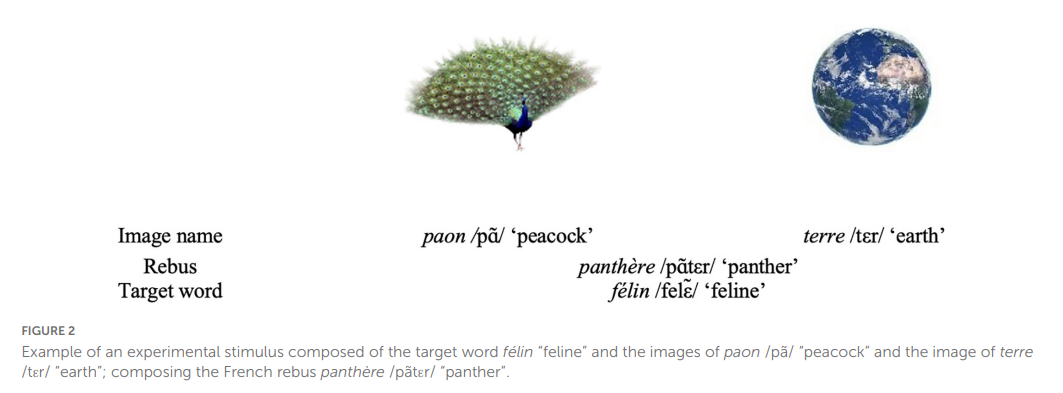 Image name paon /pɑ̃/ ‘peacock’ terre /tɛr/ ‘earth’
Rebus panthère /pɑ̃tɛr/ ‘panther’
Target word félin /felɛ̃/ ‘feline’
FIGURE 2
Example of an experimental stimulus composed of the target word félin “feline” and the images of paon /pɑ̃/ “peacock” and the image of terre
/tɛr/ “earth”; composing the French rebus panthère /pɑ̃tɛr/ “panther”.